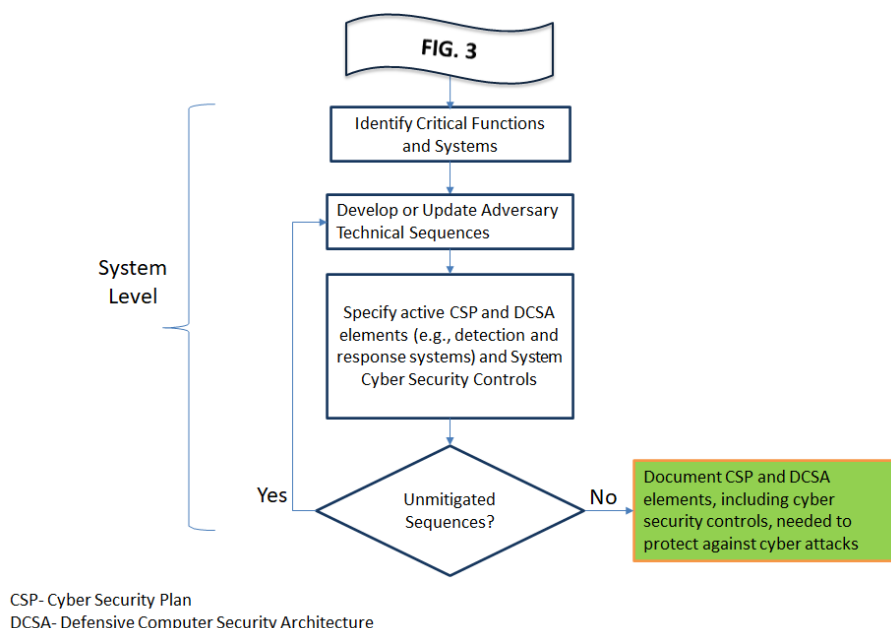 FIG. 3
Identify Critical Functions
and Systems
Develop or Update Adversary
Technical Sequences
System
Level
Specify active CSP and DCSA
elements (e.g., detection and
response systems) and System
Cyber Security Controls
Unmitigated
Sequences?
Yes
No
Document CSP and DCSA
elements, including cyber
security controls, needed to
protect against cyber attacks
CSP- Cyber Security Plan
DCSA- Defensive Computer Security Architecture